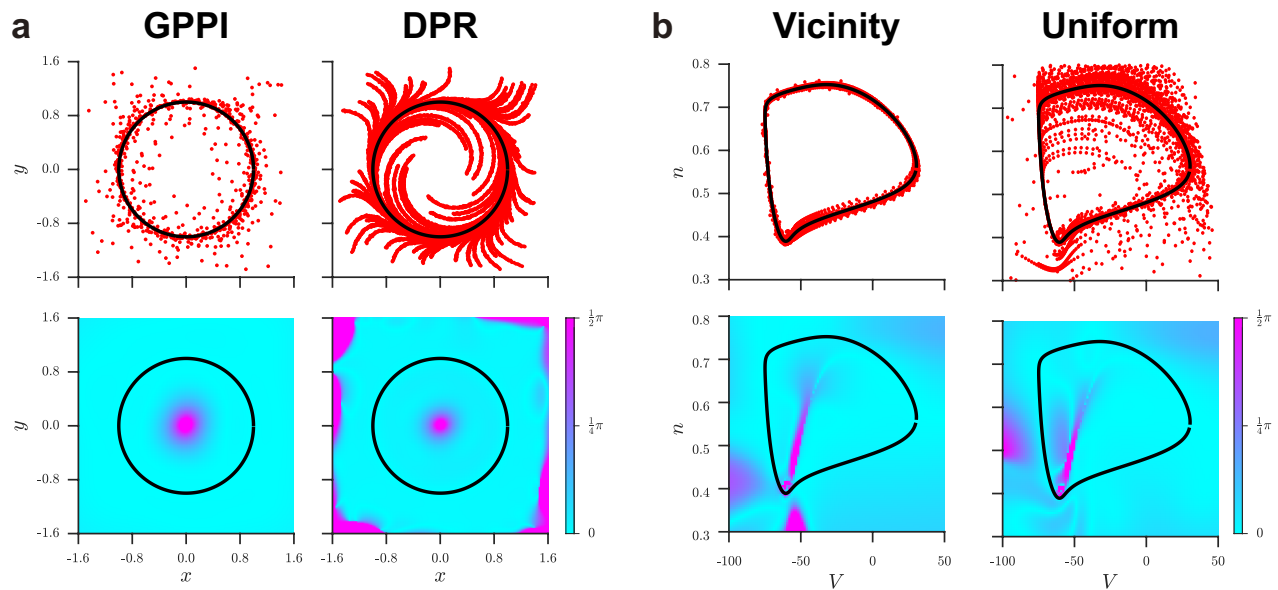 a GPPI DPR b Vicinity Uniform
1.6 0.8
0.8 0.7
y 0.0 n 0.6
0.5
-0.8 0.4
-1.6 0.3
1.6 0.8 ½π
0.8 0.7
0.6
y 0.0 ¼π n ¼π
0.5
-0.8 0.4
-1.6 0 0.3 0
-1.6 -0.8 0.0 0.8 1.6 -1.6 -0.8 0.0 0.8 1.6 -100 -50 0 50 -100 -50 0 50
x x V V
½π